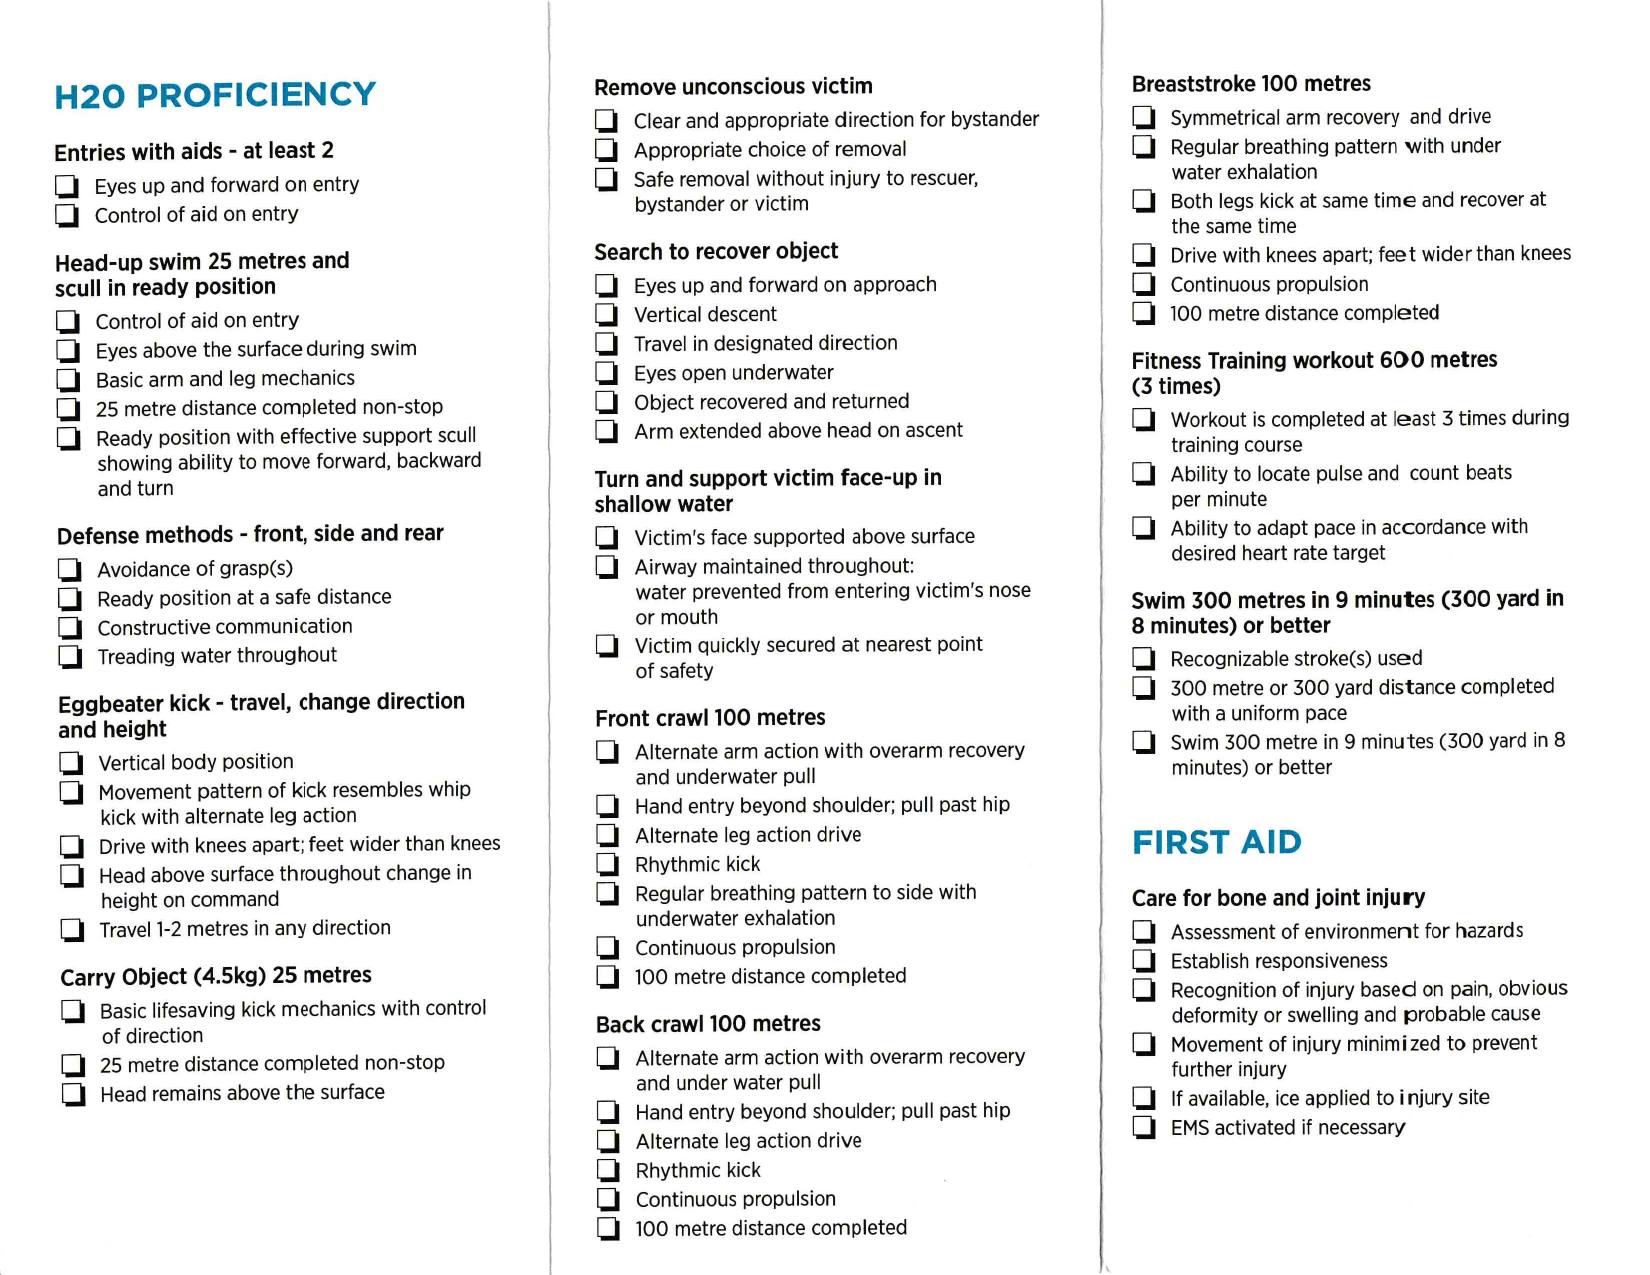 H20 PROFICIENCY
Entries with aids - at least 2
Eyes up and forward on entry
Control of aid on entry
Head-up swim 25 metres and
scull in ready position
Control of aid on entry
Eyes above the surface during swim
Basic arm and leg mechanics
25 metre distance completed non-stop
Ready position with effective support scull
showing ability to move forward, backward
and turn
Defense methods - front, side and rear
Avoidance of grasp(s)
Ready position at a safe distance
Constructive communication
Treading water throughout
Eggbeater kick - travel, change direction
and height
Vertical body position
Movement pattern of kick resembles whip
kick with alternate leg action
Drive with knees apart; feet wider than knees
Head above surface throughout change in
height on command
Travel 1-2 metres in any direction
Carry Object (4.5kg) 25 metres
Basic lifesaving kick mechanics with control
of direction
25 metre distance completed non-stop
Head remains above the surface
Remove unconscious victim
Clear and appropriate direction for bystander
Appropriate choice of removal
Safe removal without injury to rescuer,
bystander or victim
Search to recover object
Eyes up and forward on approach
Vertical descent
Travel in designated direction
Eyes open underwater
Object recovered and returned
Arm extended above head on ascent
Turn and support victim face-up in
shallow water
Victim's face supported above surface
Airway maintained throughout:
water prevented from entering victim's nose
or mouth
Victim quickly secured at nearest point
of safety
Front crawl 100 metres
Alternate arm action with overarm recovery
and underwater pull
Hand entry beyond shoulder; pull past hip
Alternate leg action drive
Rhythmic kick
Regular breathing pattern to side with
underwater exhalation
Continuous propulsion
100 metre distance completed
Back crawl 100 metres
Alternate arm action with overarm recovery
and under water pull
Hand entry beyond shoulder; pull past hip
Alternate leg action drive
Rhythmic kick
Continuous propulsion
100 metre distance completed
Breaststroke 100 metres
Symmetrical arm recovery and drive
Regular breathing pattern with under
water exhalation
Both legs kick at same time and recover at
the same time
Drive with knees apart; feet wider than knees
Continuous propulsion
100 metre distance completed
Fitness Training workout 600 metres
(3 times)
Workout is completed at least 3 times during
training course
Ability to locate pulse and count beats
per minute
Ability to adapt pace in accordance with
desired heart rate target
Swim 300 metres in 9 minutes (300 yard in
8 minutes) or better
Recognizable stroke(s) used
300 metre or 300 yard distance completed
with a uniform pace
Swim 300 metre in 9 minutes (300 yard in 8
minutes) or better
FIRST AID
Care for bone and joint injury
Assessment of environment for hazards
Establish responsiveness
Recognition of injury based on pain, obvious
deformity or swelling and probable cause
Movement of injury minimized to prevent
further injury
If available, ice applied to injury site
EMS activated if necessary